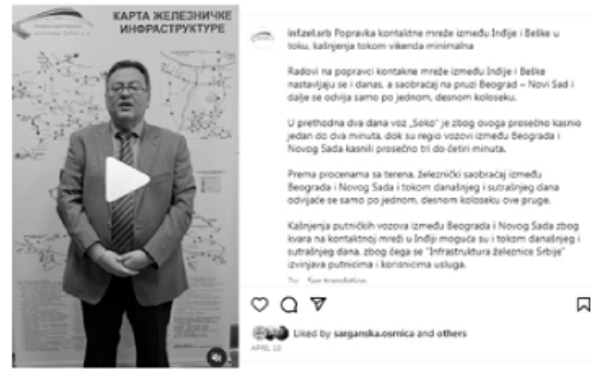 КАРТА ЖЕЛЕЗНИЧКЕ
ИНФРАСТРУКТУРЕ
inf.zel.srb Popravka kontaktne mreže između Inđije i Beške u
toku, kašnjenja tokom vikenda minimalna
Radovi na popravci kontakne mreže između Inđije i Beške
nastavljaju se i danas, a saobraćaj na pruzi Beograd – Novi Sad i
dalje se odvija samo po jednom, desnom koloseku.
U prethodna dva dana voz „Soko" je zbog ovoga prosečno kasnio
jedan do dva minuta, dok su regio vozovi između Beograda i
Novog Sada kasnili prosečno tri do četiri minuta.
Prema procenama sa terena, železnički saobraćaj između
Beograda i Novog Sada i tokom današnjeg i sutrašnjeg dana
odvijaće se samo po jednom, desnom koloseku ove pruge.
Kašnjenja putničkih vozova između Beograda i Novog Sada zbog
kvara na kontaktnoj mreži u Inđiji moguća su i tokom današnjeg i
sutrašnjeg dana, zbog čega se "Infrastruktura železnice Srbije"
izvinjava putnicima i korisnicima usluga.
See translation
Liked by sarganska.osmica and others
APRIL